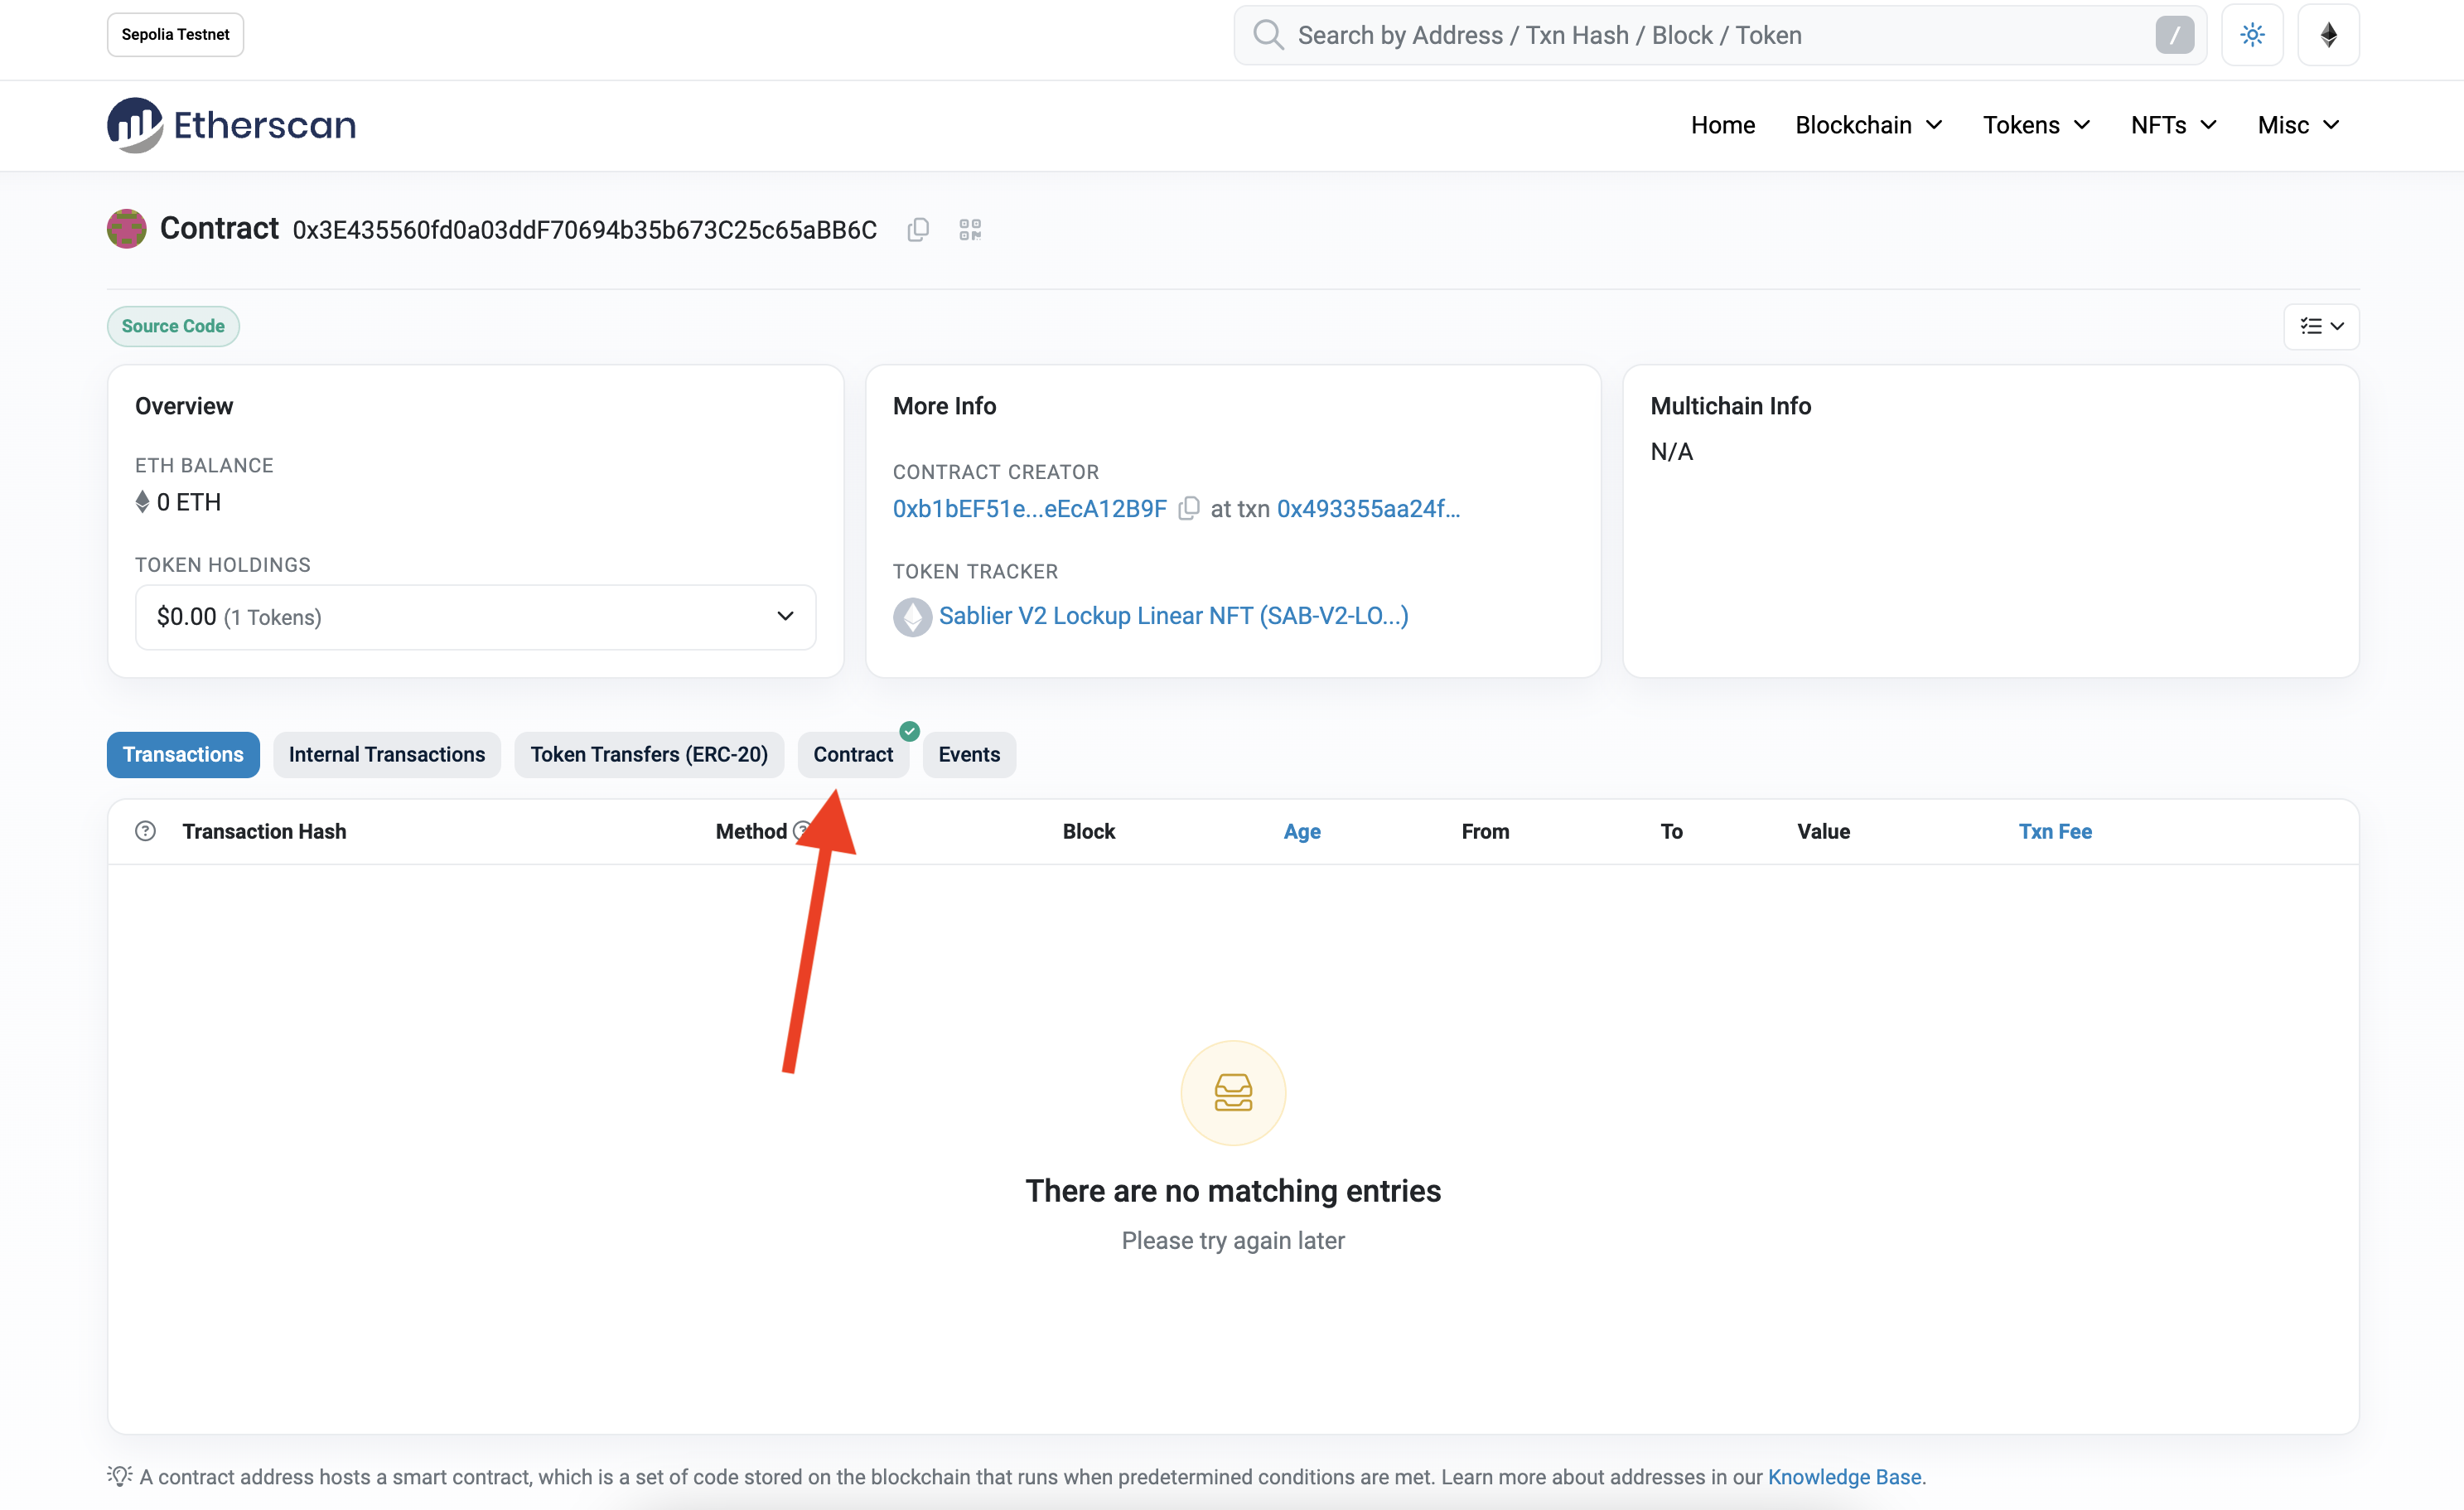 Sepolia Testnet
Search by Address / Txn Hash / Block / Token /
Etherscan
Home Blockchain Tokens NFTs Misc
Contract 0x3E435560fd0a03ddF70694b35b673C25c65aBB6C
Source Code
Overview
ETH BALANCE
0 ETH
TOKEN HOLDINGS
$0.00 (1 Tokens)
More Info
CONTRACT CREATOR
0xb1bEF51e...eEcA12B9F at txn 0x493355aa24f...
TOKEN TRACKER
Sablier V2 Lockup Linear NFT (SAB-V2-LO...)
Multichain Info
N/A
Transactions Internal Transactions Token Transfers (ERC-20) Contract Events
Transaction Hash Method Block Age From To Value Txn Fee
There are no matching entries
Please try again later
A contract address hosts a smart contract, which is a set of code stored on the blockchain that runs when predetermined conditions are met. Learn more about addresses in our Knowledge Base.